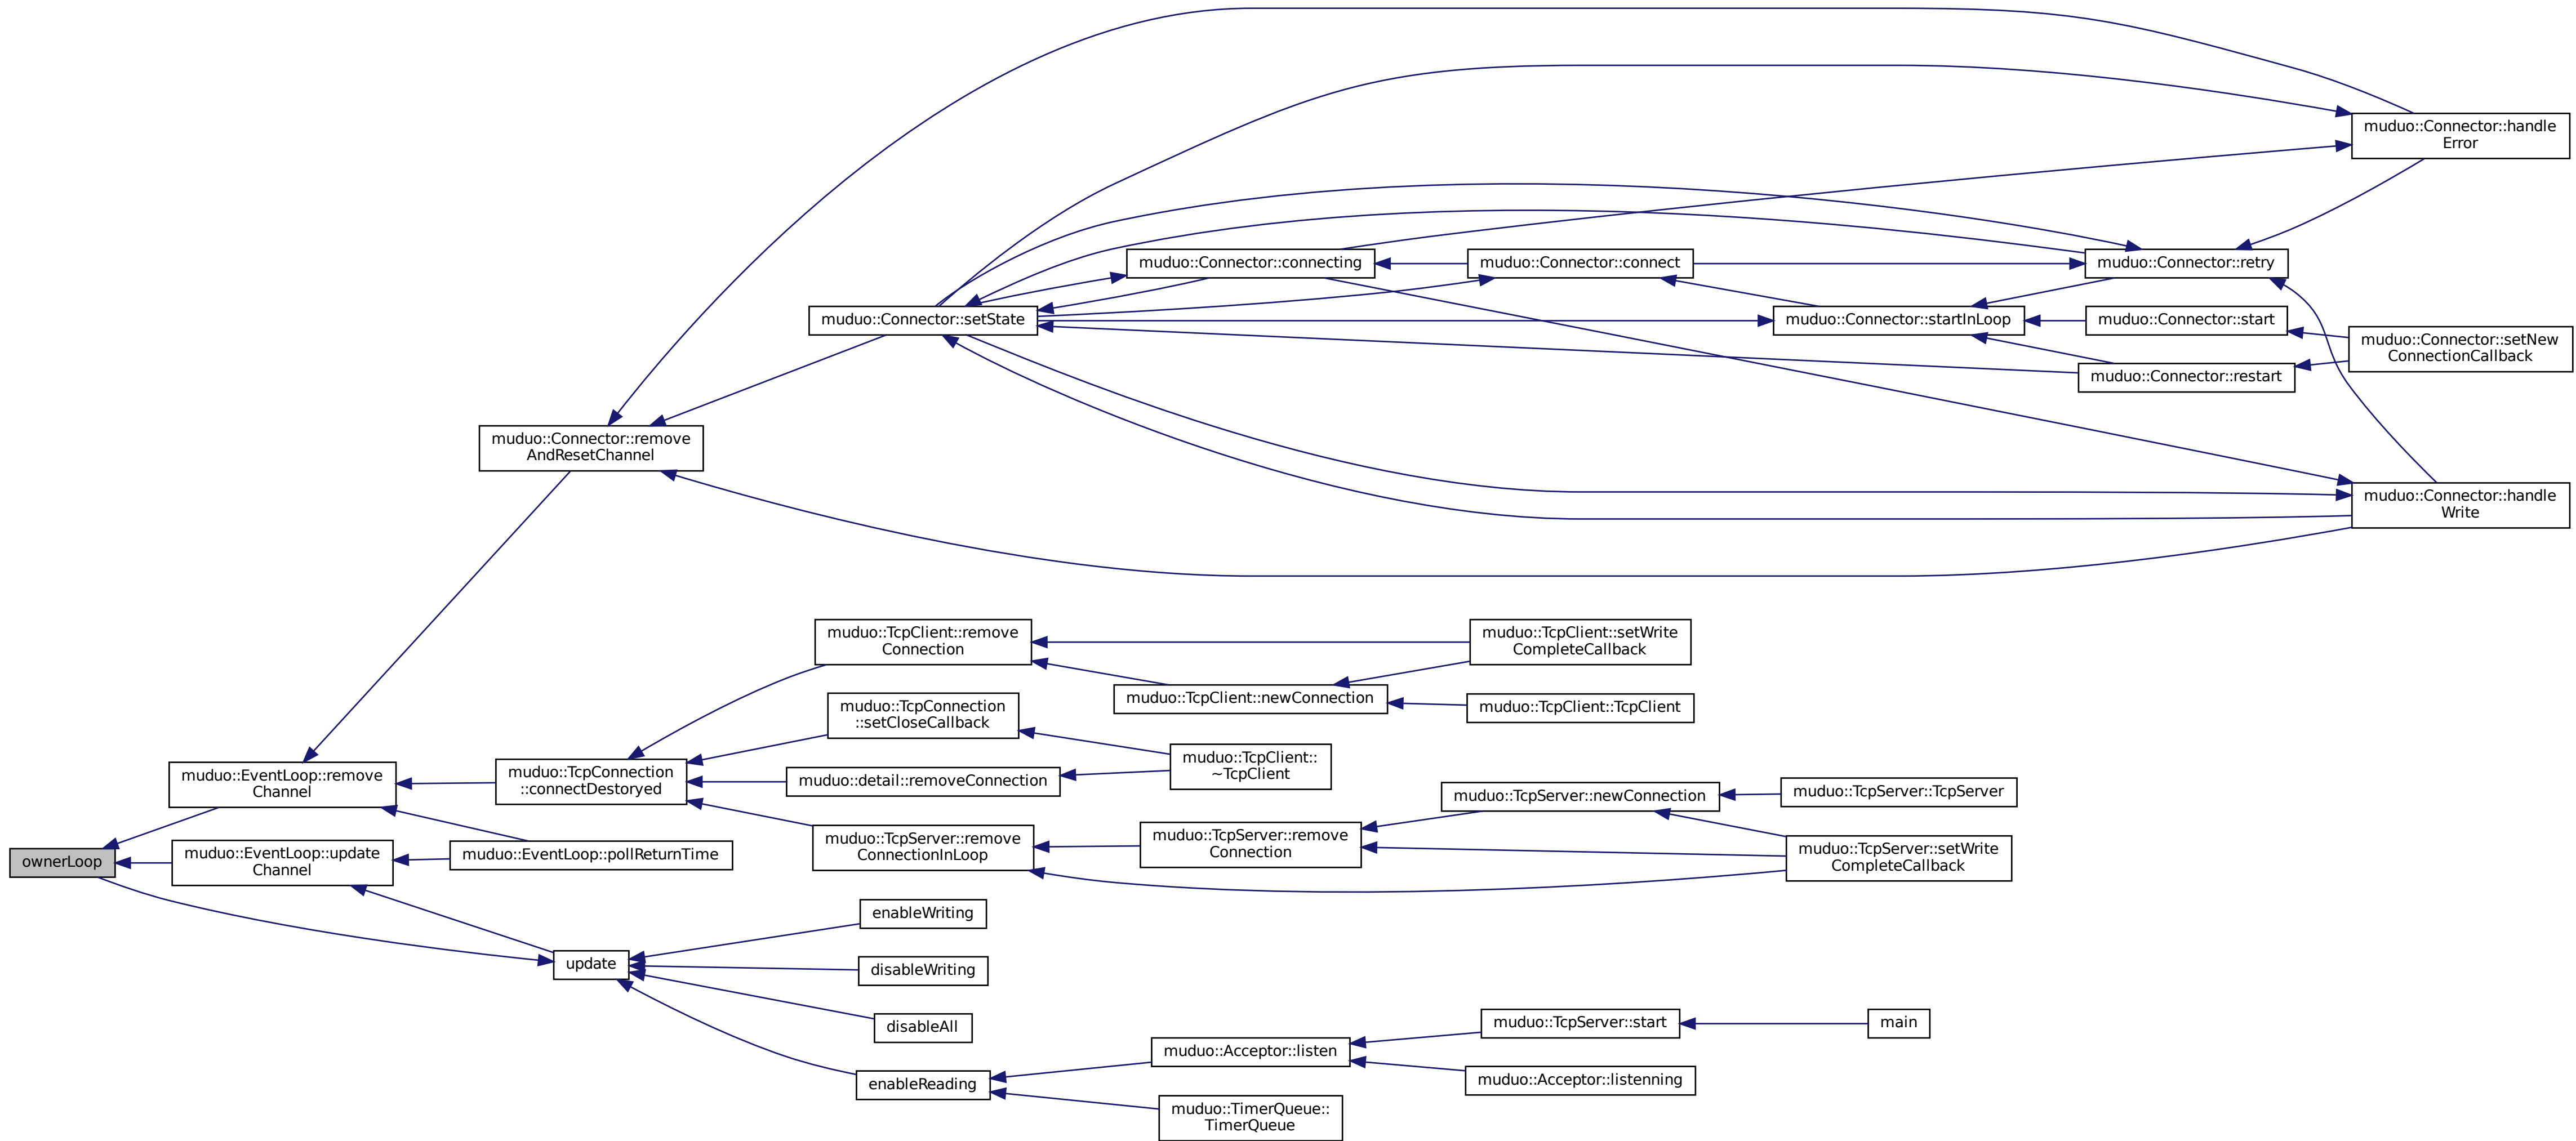 muduo::Connector::handle
Error
muduo::Connector::connecting
muduo::Connector::connect
muduo::Connector::retry
muduo::Connector::setState
muduo::Connector::startInLoop
muduo::Connector::start
muduo::Connector::setNew
ConnectionCallback
muduo::Connector::restart
muduo::Connector::remove
AndResetChannel
muduo::Connector::handle
Write
muduo::TcpClient::remove
Connection
muduo::TcpClient::setWrite
CompleteCallback
muduo::TcpClient::newConnection
muduo::TcpClient::TcpClient
muduo::TcpConnection
::setCloseCallback
muduo::TcpClient::
~TcpClient
muduo::EventLoop::remove
Channel
muduo::TcpConnection
::connectDestoryed
muduo::detail::removeConnection
muduo::TcpServer::newConnection
muduo::TcpServer::TcpServer
muduo::TcpServer::remove
ConnectionInLoop
muduo::TcpServer::remove
Connection
muduo::TcpServer::setWrite
CompleteCallback
ownerLoop
muduo::EventLoop::update
Channel
muduo::EventLoop::pollReturnTime
enableWriting
update
disableWriting
disableAll
muduo::TcpServer::start
main
muduo::Acceptor::listen
enableReading
muduo::Acceptor::listenning
muduo::TimerQueue::
TimerQueue